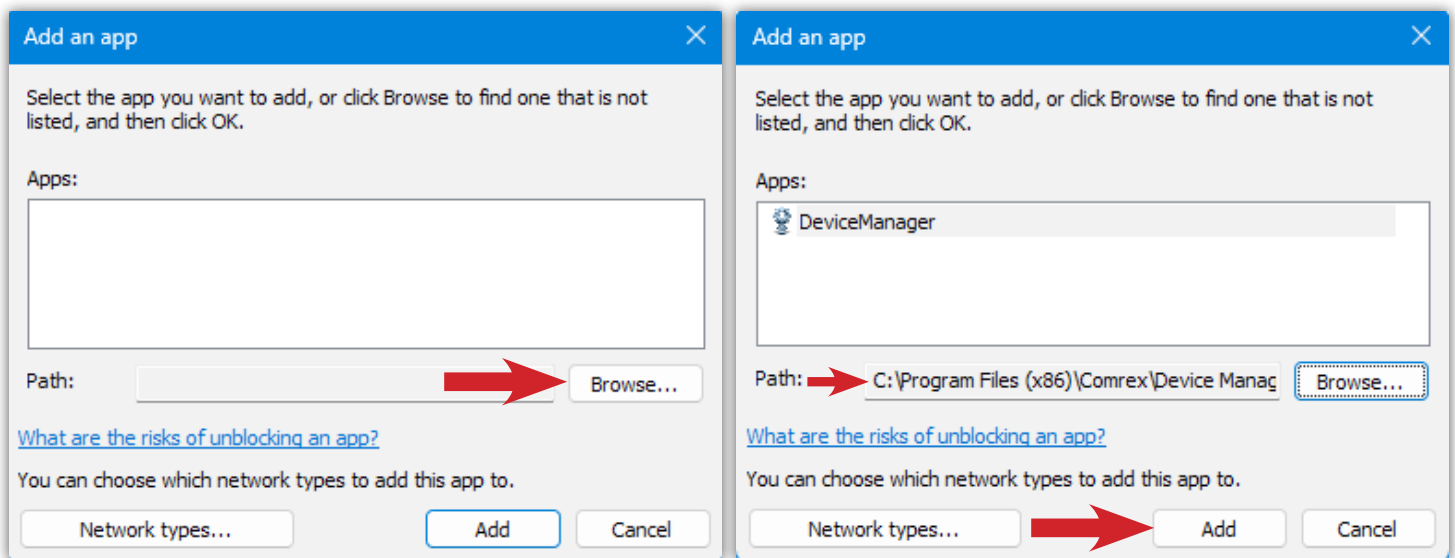 Add an app
Select the app you want to add, or click Browse to find one that is not
listed, and then click OK.
Apps:
Path:
Browse...
What are the risks of unblocking an app?
You can choose which network types to add this app to.
Network types...
Add
Cancel
Add an app
Select the app you want to add, or click Browse to find one that is not
listed, and then click OK.
Apps:
DeviceManager
Path:
C:\Program Files (x86)\Comrex\Device Manag
Browse...
What are the risks of unblocking an app?
You can choose which network types to add this app to.
Network types...
Add
Cancel